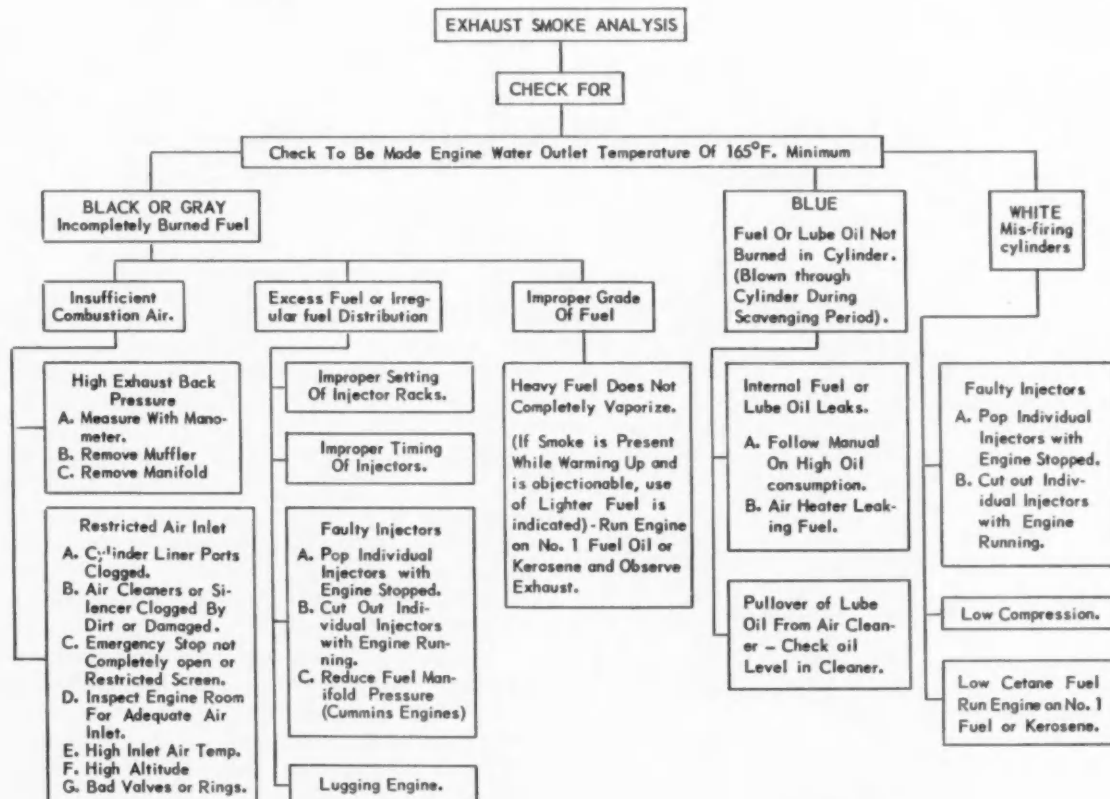 EXHAUST SMOKE ANALYSIS
CHECK FOR
Check To Be Made Engine Water Outlet Temperature Of 165°F. Minimum
BLACK OR GRAY
Incompletely Burned Fuel
BLUE
Fuel Or Lube Oil Not
Burned in Cylinder.
(Blown through
Cylinder During
Scavenging Period).
WHITE
Mis-firing
cylinders
Insufficient
Combustion Air.
Excess Fuel or Irreg-
ular fuel Distribution
Improper Grade
Of Fuel
High Exhaust Back
Pressure
A. Measure With Mano-
meter.
B. Remove Muffler
C. Remove Manifold
Restricted Air Inlet
A. Cylinder Liner Ports
Clogged.
B. Air Cleaners or Si-
lencer Clogged By
Dirt or Damaged.
C. Emergency Stop not
Completely open or
Restricted Screen.
D. Inspect Engine Room
For Adequate Air
Inlet.
E. High Inlet Air Temp.
F. High Altitude
G. Bad Valves or Rings.
Improper Setting
Of Injector Racks.
Improper Timing
Of Injectors.
Faulty Injectors
A. Pop Individual
Injectors with
Engine Stopped.
B. Cut Out Indi-
vidual Injectors
with Engine Run-
ning.
C. Reduce Fuel Man-
ifold Pressure
(Cummins Engines)
Lugging Engine.
Heavy Fuel Does Not
Completely Vaporize.
(If Smoke is Present
While Warming Up and
is objectionable, use
of Lighter Fuel is
indicated) - Run Engine
on No. 1 Fuel Oil or
Kerosene and Observe
Exhaust.
Internal Fuel or
Lube Oil Leaks.
A. Follow Manual
On High Oil
consumption.
B. Air Heater Leak-
ing Fuel.
Pullover of Lube
Oil From Air Clean-
er – Check oil
Level in Cleaner.
Faulty Injectors
A. Pop Individual
Injectors with
Engine Stopped.
B. Cut out Indiv-
idual Injectors
with Engine
Running.
Low Compression.
Low Cetane Fuel
Run Engine on No. 1
Fuel or Kerosene.